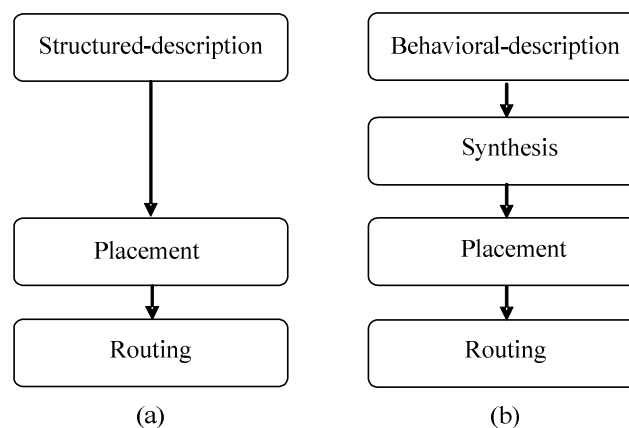 Structured-description
Placement
Routing
(a)
Behavioral-description
Synthesis
Placement
Routing
(b)